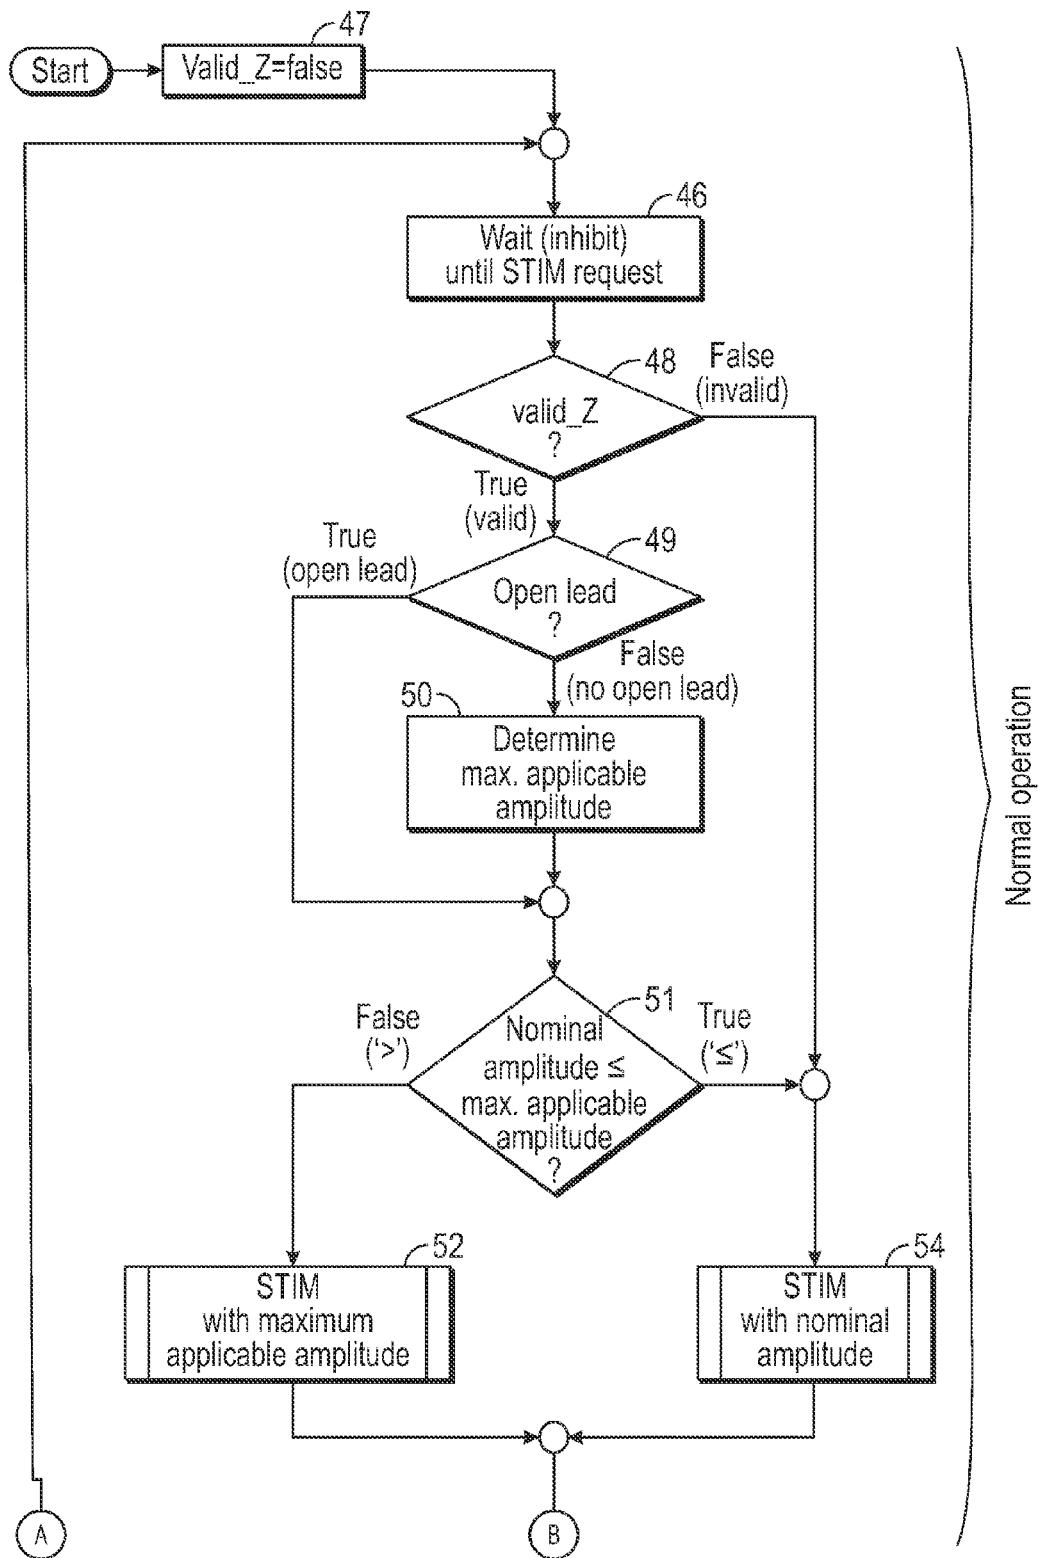 47
Start
Valid_Z=false
46
Wait (inhibit)
until STIM request
48
False
(invalid)
valid_Z
?
True
(valid)
True
(open lead)
49
Open lead
?
False
(no open lead)
50
Determine
max. applicable
amplitude
51
False
('>')
Nominal
amplitude ≤
max. applicable
amplitude
?
True
('≤')
52
STIM
with maximum
applicable amplitude
54
STIM
with nominal
amplitude
A
B
Normal operation